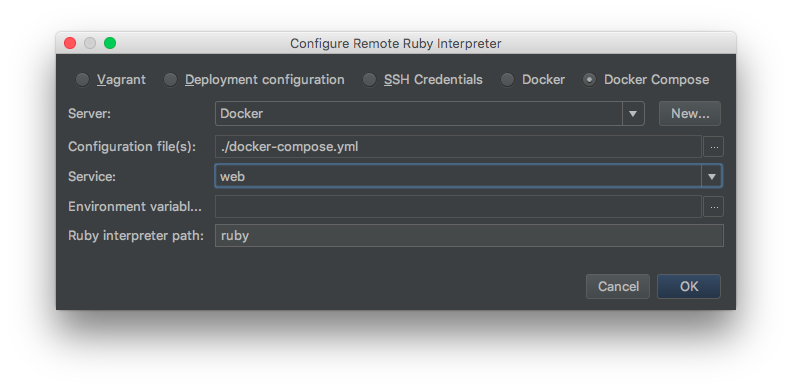 Configure Remote Ruby Interpreter
Vagrant Deployment configuration SSH Credentials Docker Docker Compose
Server: Docker New...
Configuration file(s): ./docker-compose.yml ...
Service: web
Environment variabl... ...
Ruby interpreter path: ruby
Cancel OK